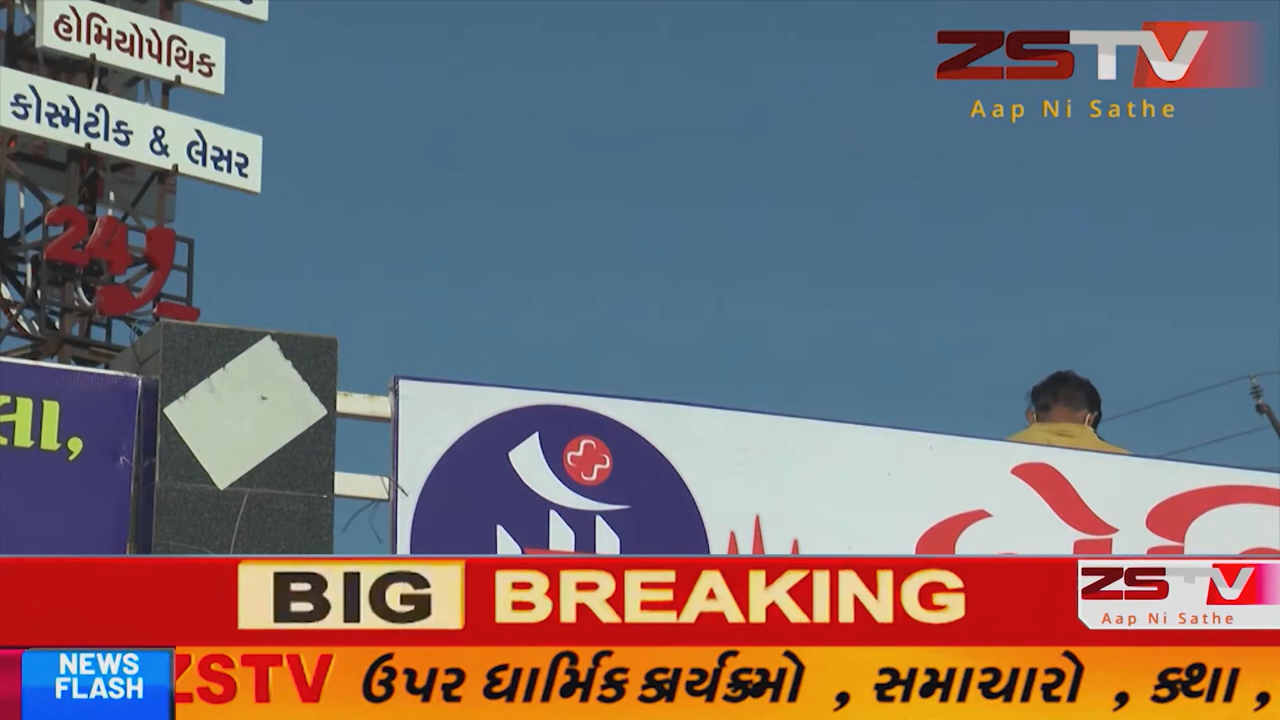 હોમિયોપેથિક
કોસ્મેટીક & લેસર
24
લા,
ZSTV
Aap Ni Sathe
BIG BREAKING
ZSTV
Aap Ni Sathe
NEWS FLASH
ZSTV ઉપર ધાર્મિક કાર્યક્રમો , સમાચારો , કથા ,